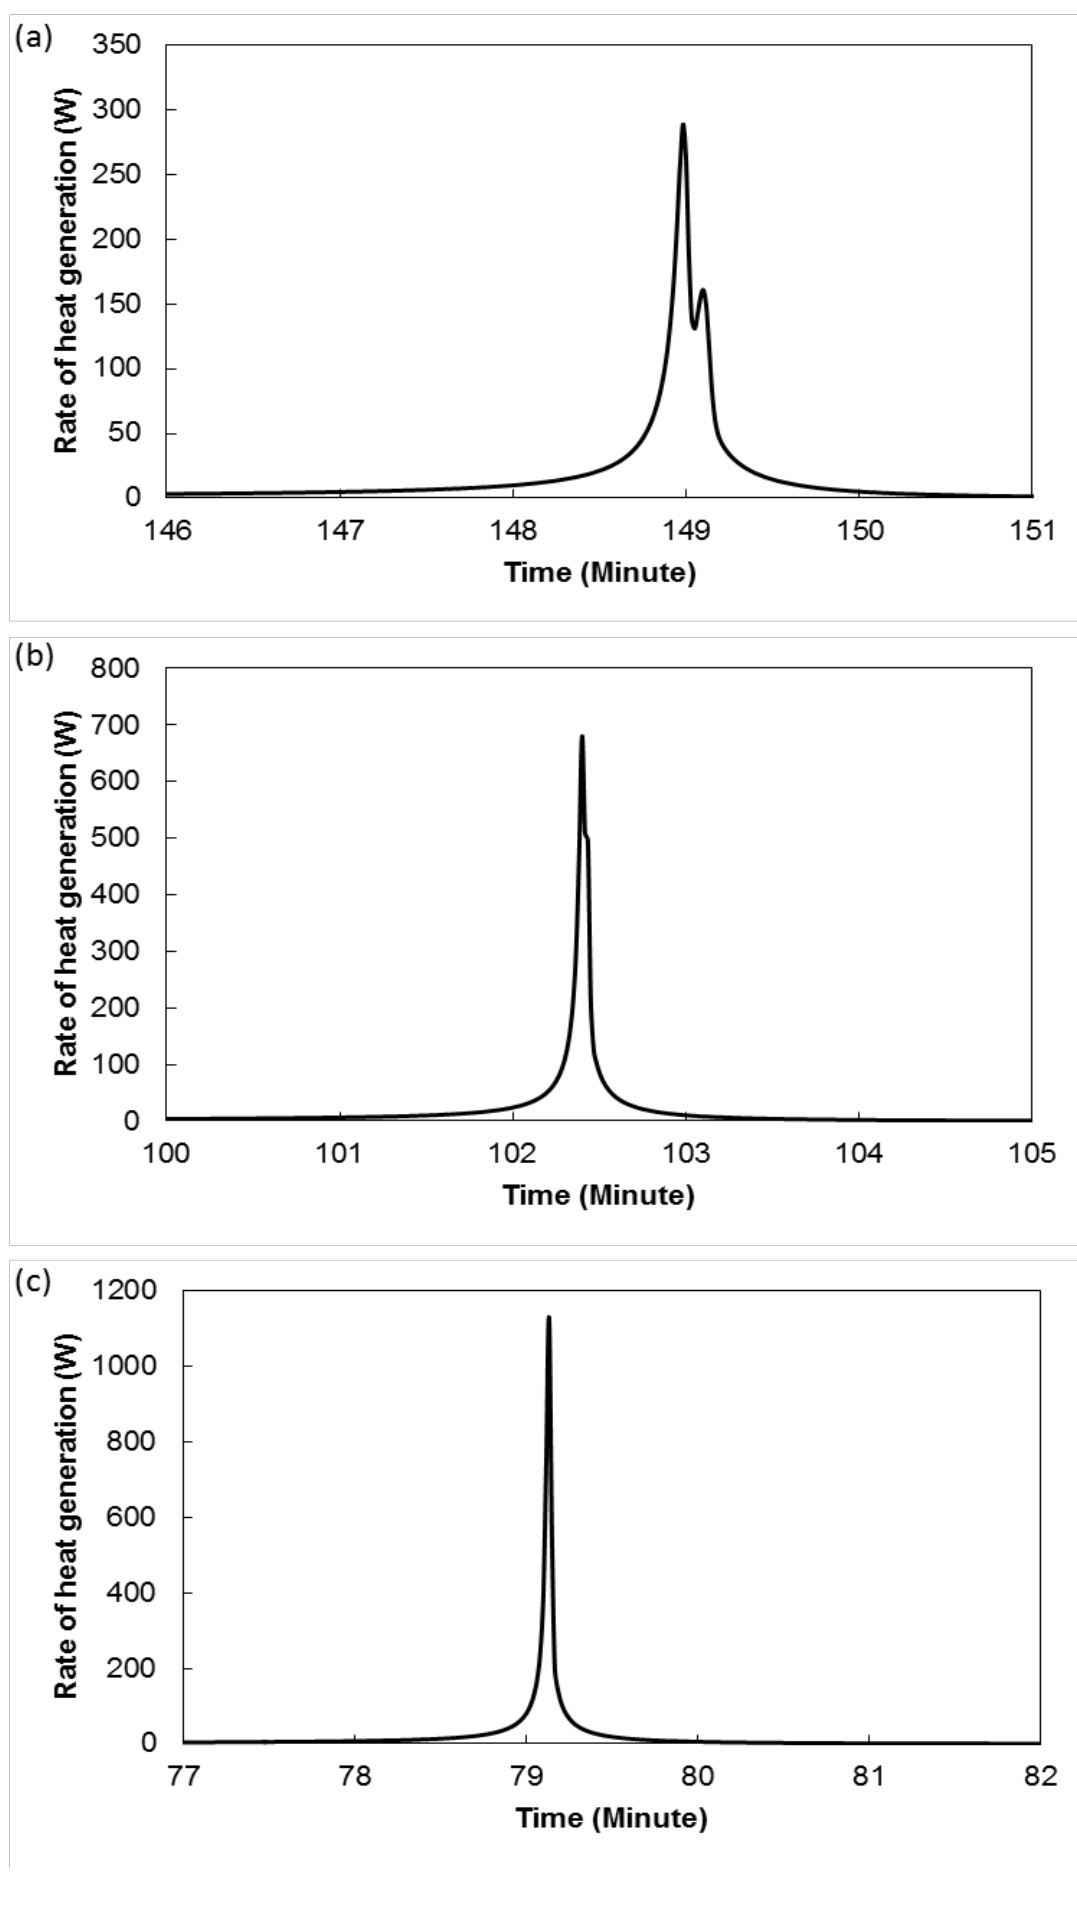 (a)
Rate of heat generation (W)
350
300
250
200
150
100
50
0
146 147 148 149 150 151
Time (Minute)
(b)
Rate of heat generation (W)
800
700
600
500
400
300
200
100
0
100 101 102 103 104 105
Time (Minute)
(c)
Rate of heat generation (W)
1200
1000
800
600
400
200
0
77 78 79 80 81 82
Time (Minute)